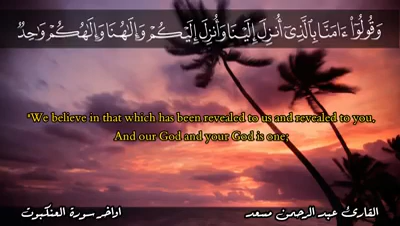 وَقُولُوٓا۟ ءَامَنَّا بِٱلَّذِىٓ أُنزِلَ إِلَيْنَا وَأُنزِلَ إِلَيْكُمْ وَإِلَٰهُنَا وَإِلَٰهُكُمْ وَٰحِدٌ
"We believe in that which has been revealed to us and revealed to you,
And our God and your God is one;
القارئ عبد الرحمن مسعد
اواخر سورة العنكبوت